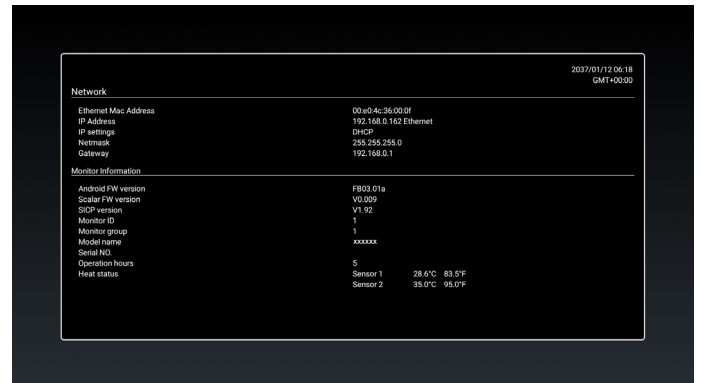 2037/01/12 06:18
GMT+00:00
Network
Ethernet Mac Address 00:e0:4c:36:00:0f
IP Address 192.168.0.162 Ethernet
IP settings DHCP
Netmask 255.255.255.0
Gateway 192.168.0.1
Monitor Information
Android FW version FB03.01a
Scalar FW version V0.009
SICP version V1.92
Monitor ID 1
Monitor group 1
Model name xxxxxx
Serial NO.
Operation hours 5
Heat status Sensor 1 28.6°C 83.5°F
Sensor 2 35.0°C 95.0°F